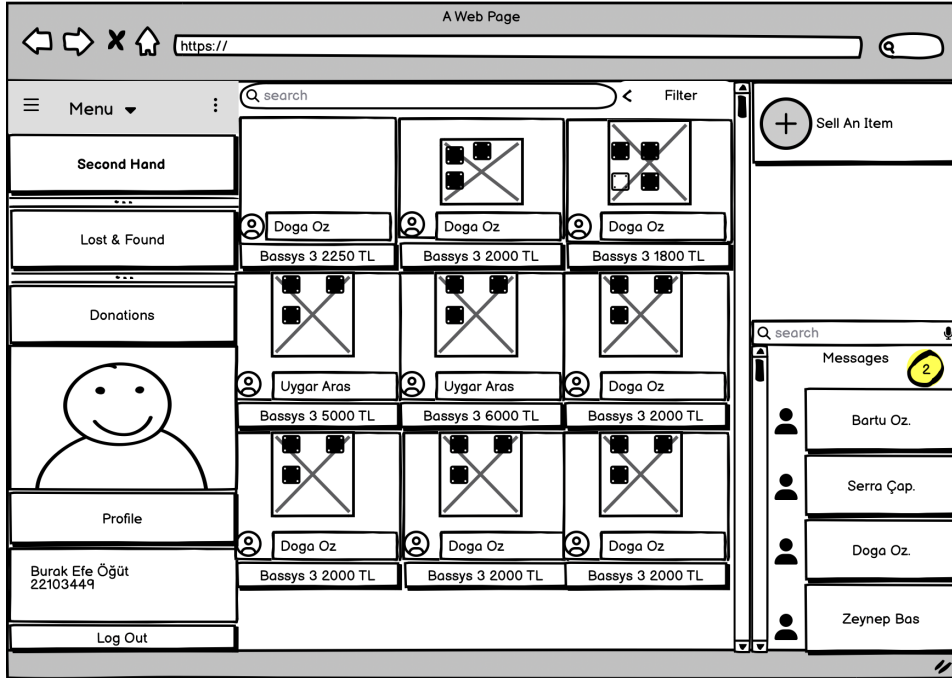 A Web Page
https://
Menu
Second Hand
Lost & Found
Donations
Profile
Burak Efe Öğüt
22103449
Log Out
search
Filter
Doga Oz
Doga Oz
Doga Oz
Bassys 3 2250 TL
Bassys 3 2000 TL
Bassys 3 1800 TL
Uygar Aras
Uygar Aras
Doga Oz
Bassys 3 5000 TL
Bassys 3 6000 TL
Bassys 3 2000 TL
Doga Oz
Doga Oz
Doga Oz
Bassys 3 2000 TL
Bassys 3 2000 TL
Bassys 3 2000 TL
Sell An Item
search
Messages
2
Bartu Oz.
Serra Çap.
Doga Oz.
Zeynep Bas